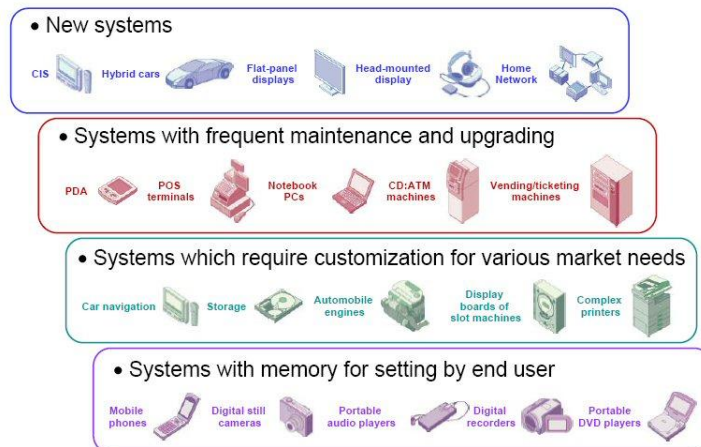 • New systems
CIS Hybrid cars Flat-panel displays Head-mounted display Home Network
• Systems with frequent maintenance and upgrading
PDA POS terminals Notebook PCs CD:ATM machines Vending/ticketing machines
• Systems which require customization for various market needs
Car navigation Storage Automobile engines Display boards of slot machines Complex printers
• Systems with memory for setting by end user
Mobile phones Digital still cameras Portable audio players Digital recorders Portable DVD players